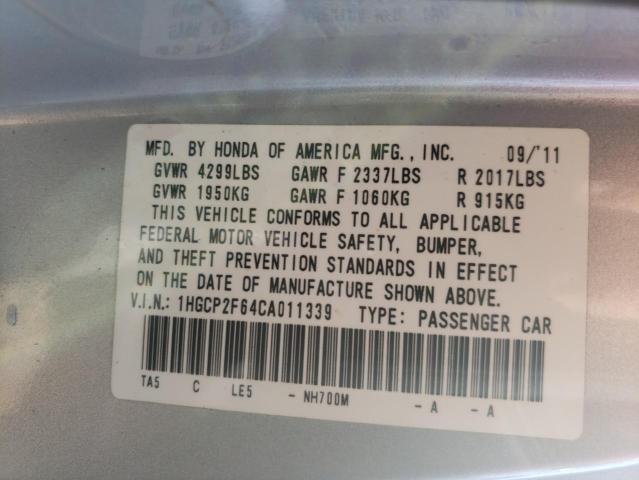 MFD. BY HONDA OF AMERICA MFG., INC. 09/'11
GVWR 4299LBS GAWR F 2337LBS R 2017LBS
GVWR 1950KG GAWR F 1060KG R 915KG
THIS VEHICLE CONFORMS TO ALL APPLICABLE
FEDERAL MOTOR VEHICLE SAFETY, BUMPER,
AND THEFT PREVENTION STANDARDS IN EFFECT
ON THE DATE OF MANUFACTURE SHOWN ABOVE.
V.I.N.: 1HGCP2F64CA011339 TYPE: PASSENGER CAR
TA5 C LE5 - NH700M - A - A